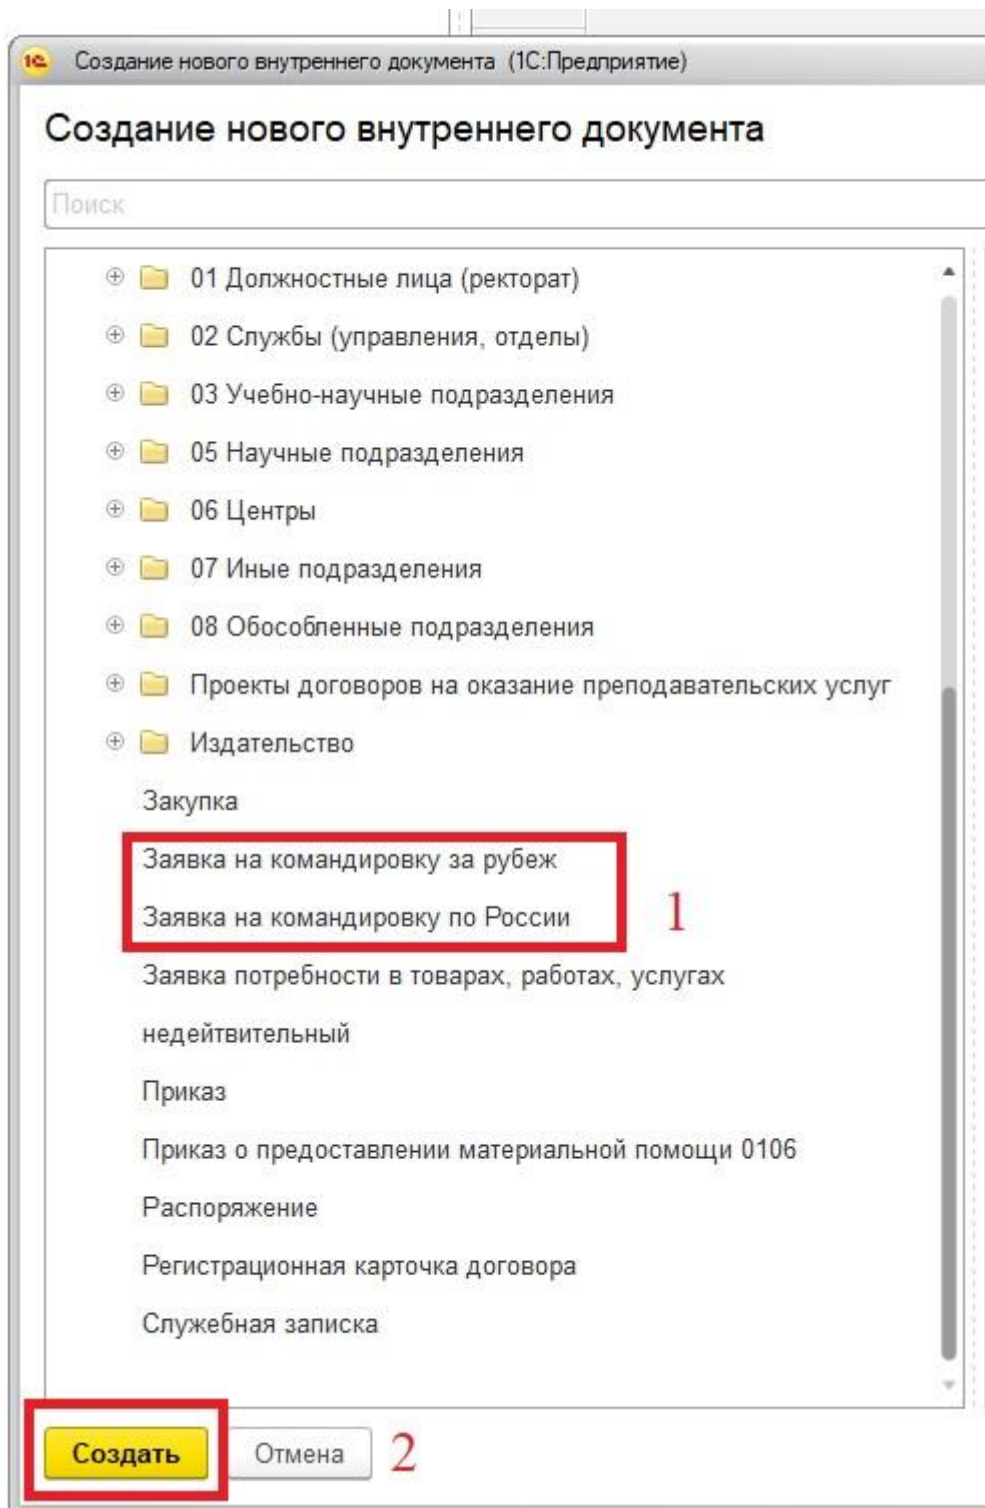 1С Создание нового внутреннего документа (1С:Предприятие)
Создание нового внутреннего документа
Поиск
01 Должностные лица (ректорат)
02 Службы (управления, отделы)
03 Учебно-научные подразделения
05 Научные подразделения
06 Центры
07 Иные подразделения
08 Обособленные подразделения
Проекты договоров на оказание преподавательских услуг
Издательство
Закупка
Заявка на командировку за рубеж
Заявка на командировку по России
1
Заявка потребности в товарах, работах, услугах
недейтвительный
Приказ
Приказ о предоставлении материальной помощи 0106
Распоряжение
Регистрационная карточка договора
Служебная записка
Создать Отмена 2